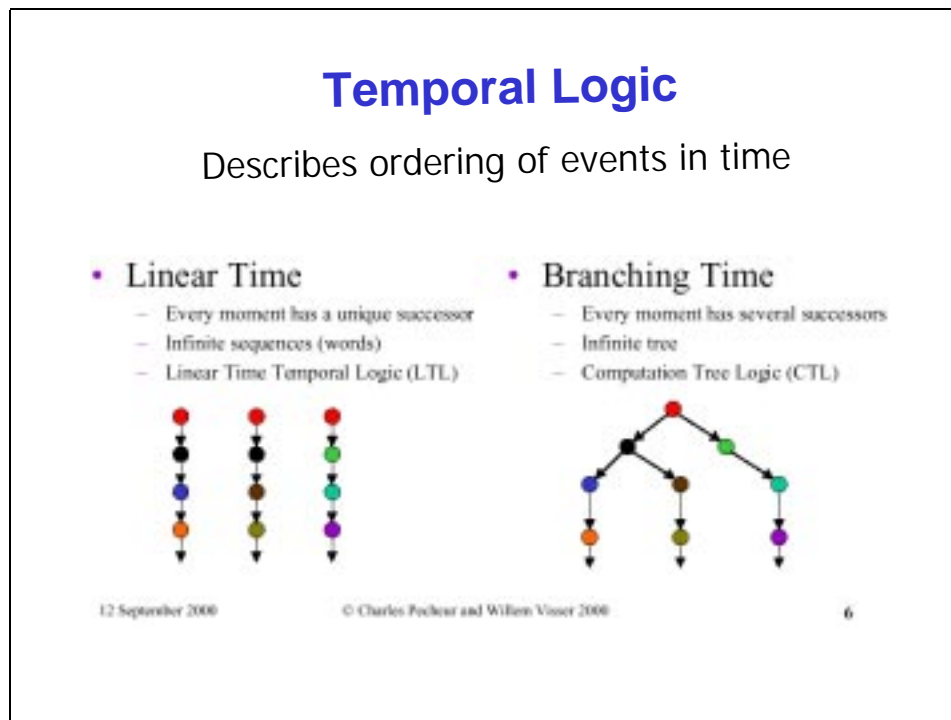 Temporal Logic
Describes ordering of events in time
• Linear Time
– Every moment has a unique successor
– Infinite sequences (words)
– Linear Time Temporal Logic (LTL)
• Branching Time
– Every moment has several successors
– Infinite tree
– Computation Tree Logic (CTL)
12 September 2000
© Charles Pecheur and Willem Visser 2000
6